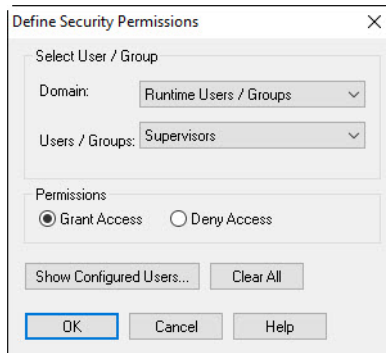 Define Security Permissions
Select User / Group
Domain: Runtime Users / Groups
Users / Groups: Supervisors
Permissions
Grant Access Deny Access
Show Configured Users... Clear All
OK Cancel Help